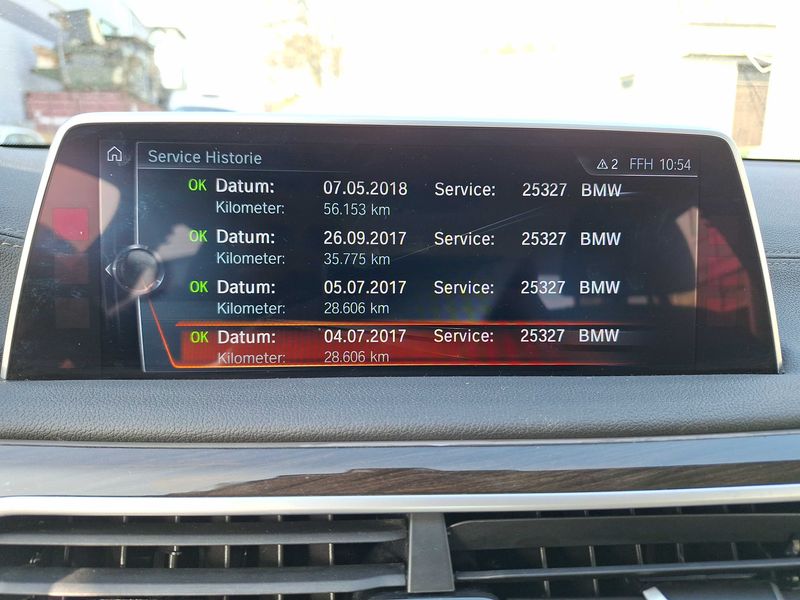 Service Historie ⚠ 2 FFH 10:54
OK Datum: 07.05.2018 Service: 25327 BMW
Kilometer: 56.153 km
OK Datum: 26.09.2017 Service: 25327 BMW
Kilometer: 35.775 km
OK Datum: 05.07.2017 Service: 25327 BMW
Kilometer: 28.606 km
OK Datum: 04.07.2017 Service: 25327 BMW
Kilometer: 28.606 km